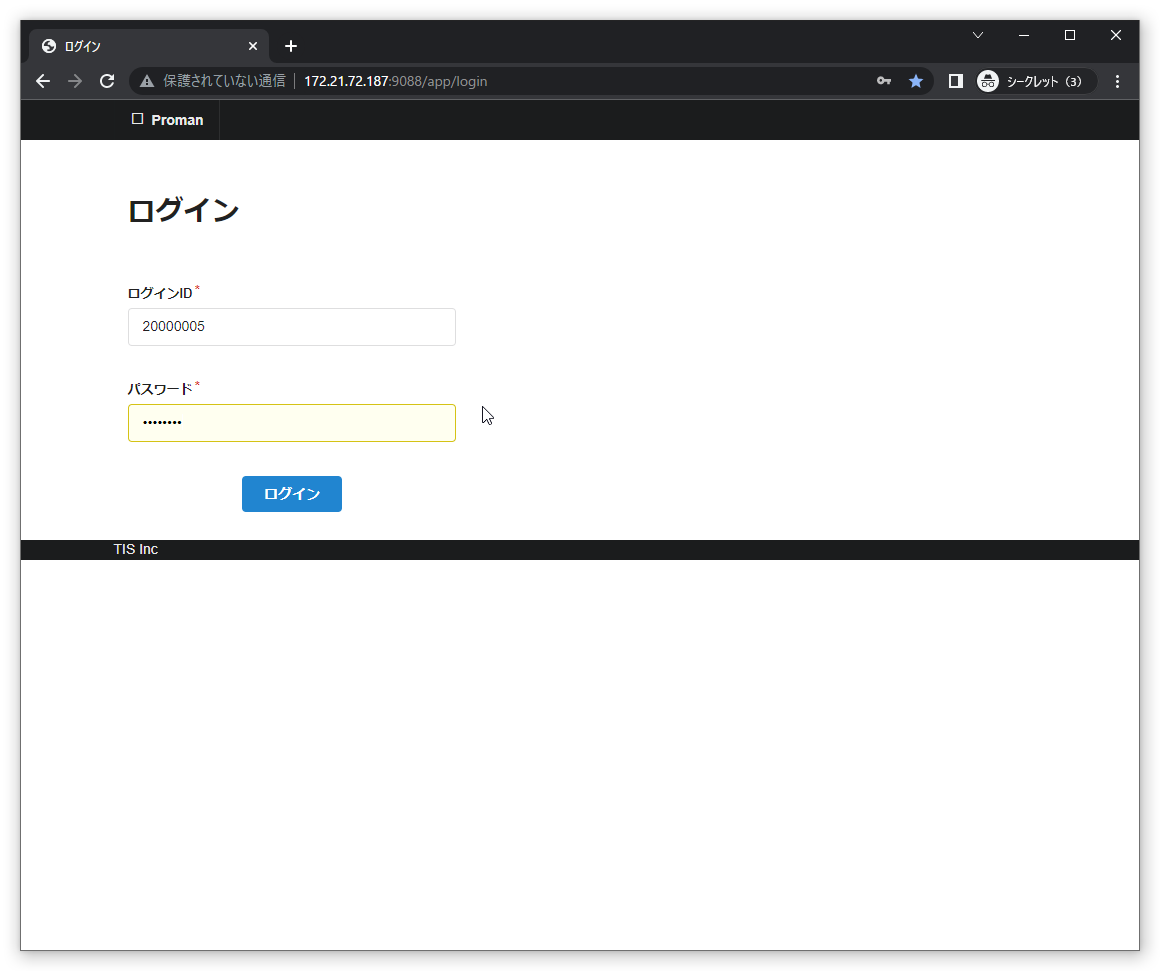 ログイン
保護されていない通信 172.21.72.187:9088/app/login シークレット (3)
Proman
ログイン
ログインID*
20000005
パスワード*
••••••••
ログイン
TIS Inc